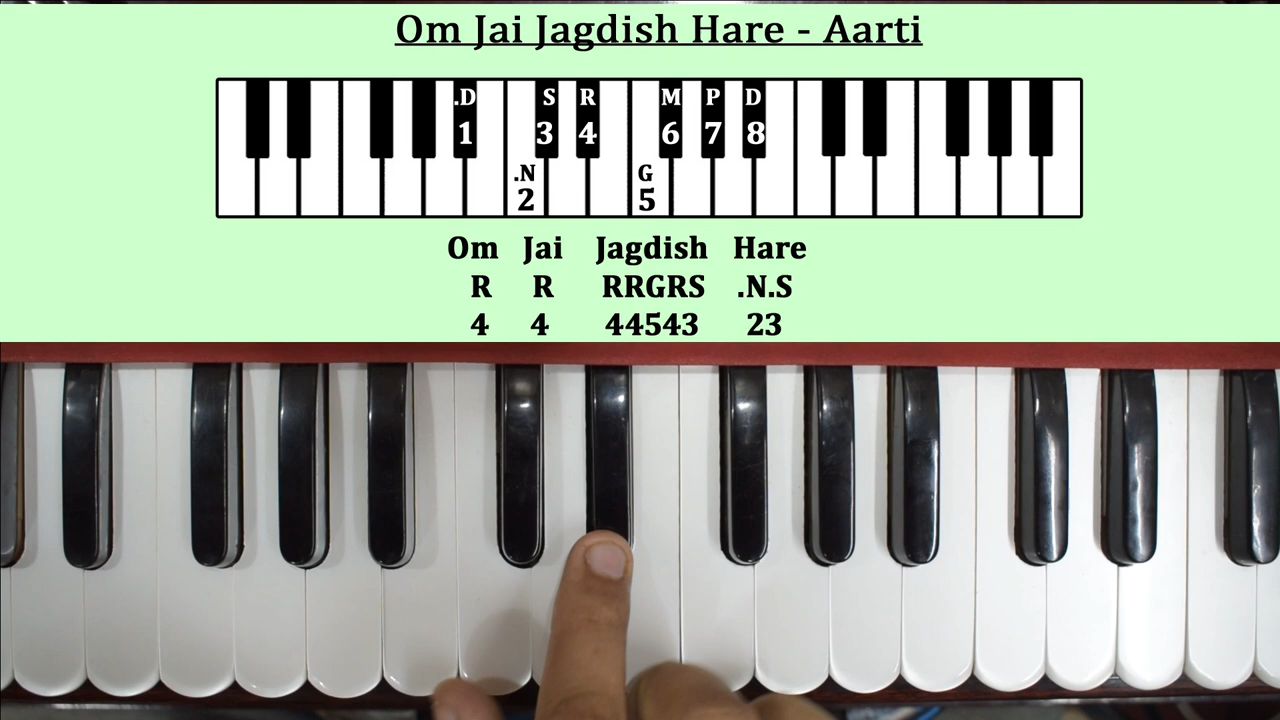 Om Jai Jagdish Hare - Aarti
.D S R M P D
1 3 4 6 7 8
.N G
2 5
Om Jai Jagdish Hare
R R RRGRS .N.S
4 4 44543 23